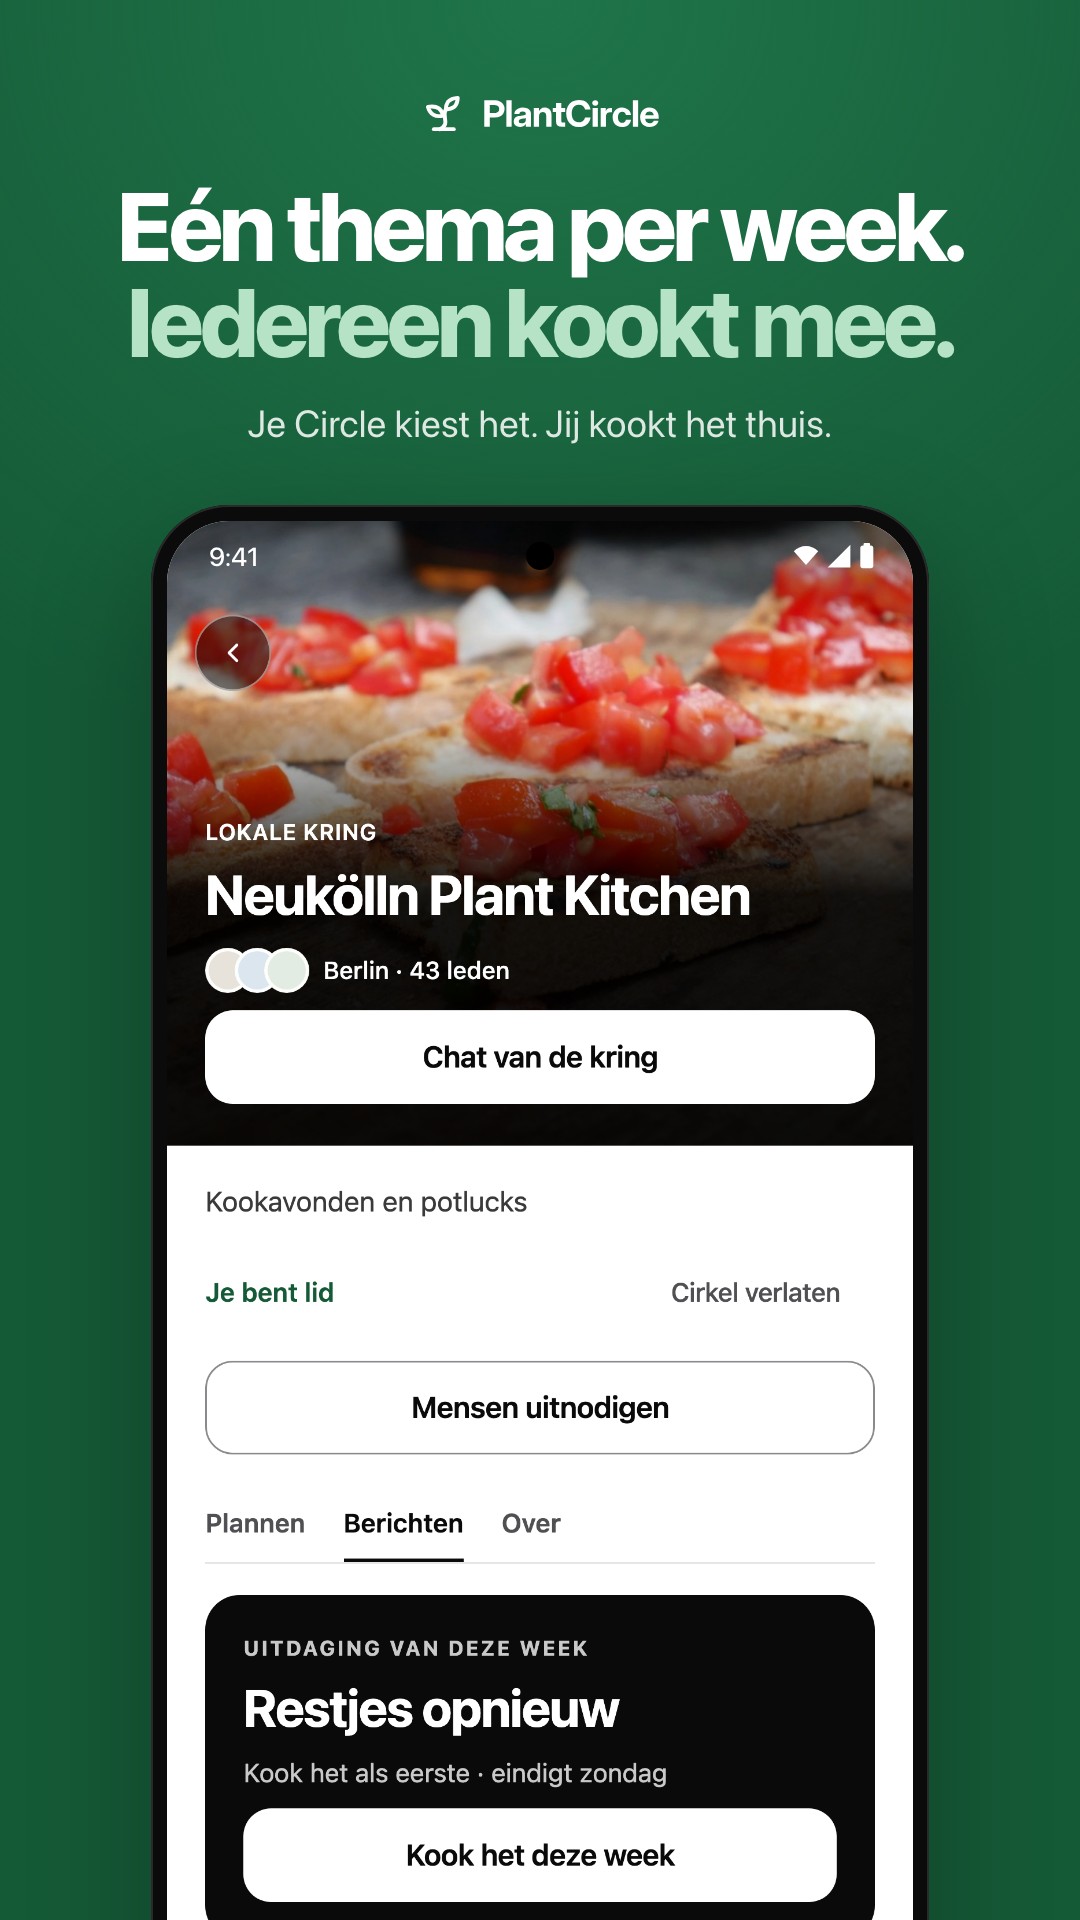 PlantCircle
Eén thema per week.
Iedereen kookt mee.
Je Circle kiest het. Jij kookt het thuis.
9:41
LOKALE KRING
Neukölln Plant Kitchen
Berlin · 43 leden
Chat van de kring
Kookavonden en potlucks
Je bent lid
Cirkel verlaten
Mensen uitnodigen
Plannen Berichten Over
UITDAGING VAN DEZE WEEK
Restjes opnieuw
Kook het als eerste · eindigt zondag
Kook het deze week